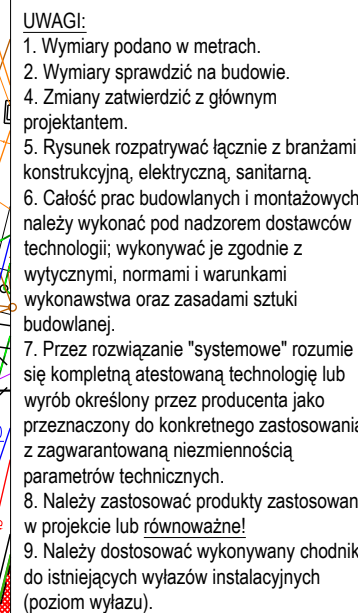 UWAGI:
1. Wymiary podano w metrach.
2. Wymiary sprawdzić na budowie.
4. Zmiany zatwierdzić z głównym
projektantem.
5. Rysunek rozpatrywać łącznie z branżami
konstrukcyjną, elektryczną, sanitarną.
6. Całość prac budowlanych i montażowych
należy wykonać pod nadzorem dostawców
technologii; wykonywać je zgodnie z
wytycznymi, normami i warunkami
wykonawstwa oraz zasadami sztuki
budowlanej.
7. Przez rozwiązanie "systemowe" rozumie
się kompletną atestowaną technologię lub
wyrób określony przez producenta jako
przeznaczony do konkretnego zastosowania
z zagwarantowaną niezmiennością
parametrów technicznych.
8. Należy zastosować produkty zastosowan
w projekcie lub równoważne!
9. Należy dostosować wykonywany chodnik
do istniejących wyłazów instalacyjnych
(poziom wyłazu).